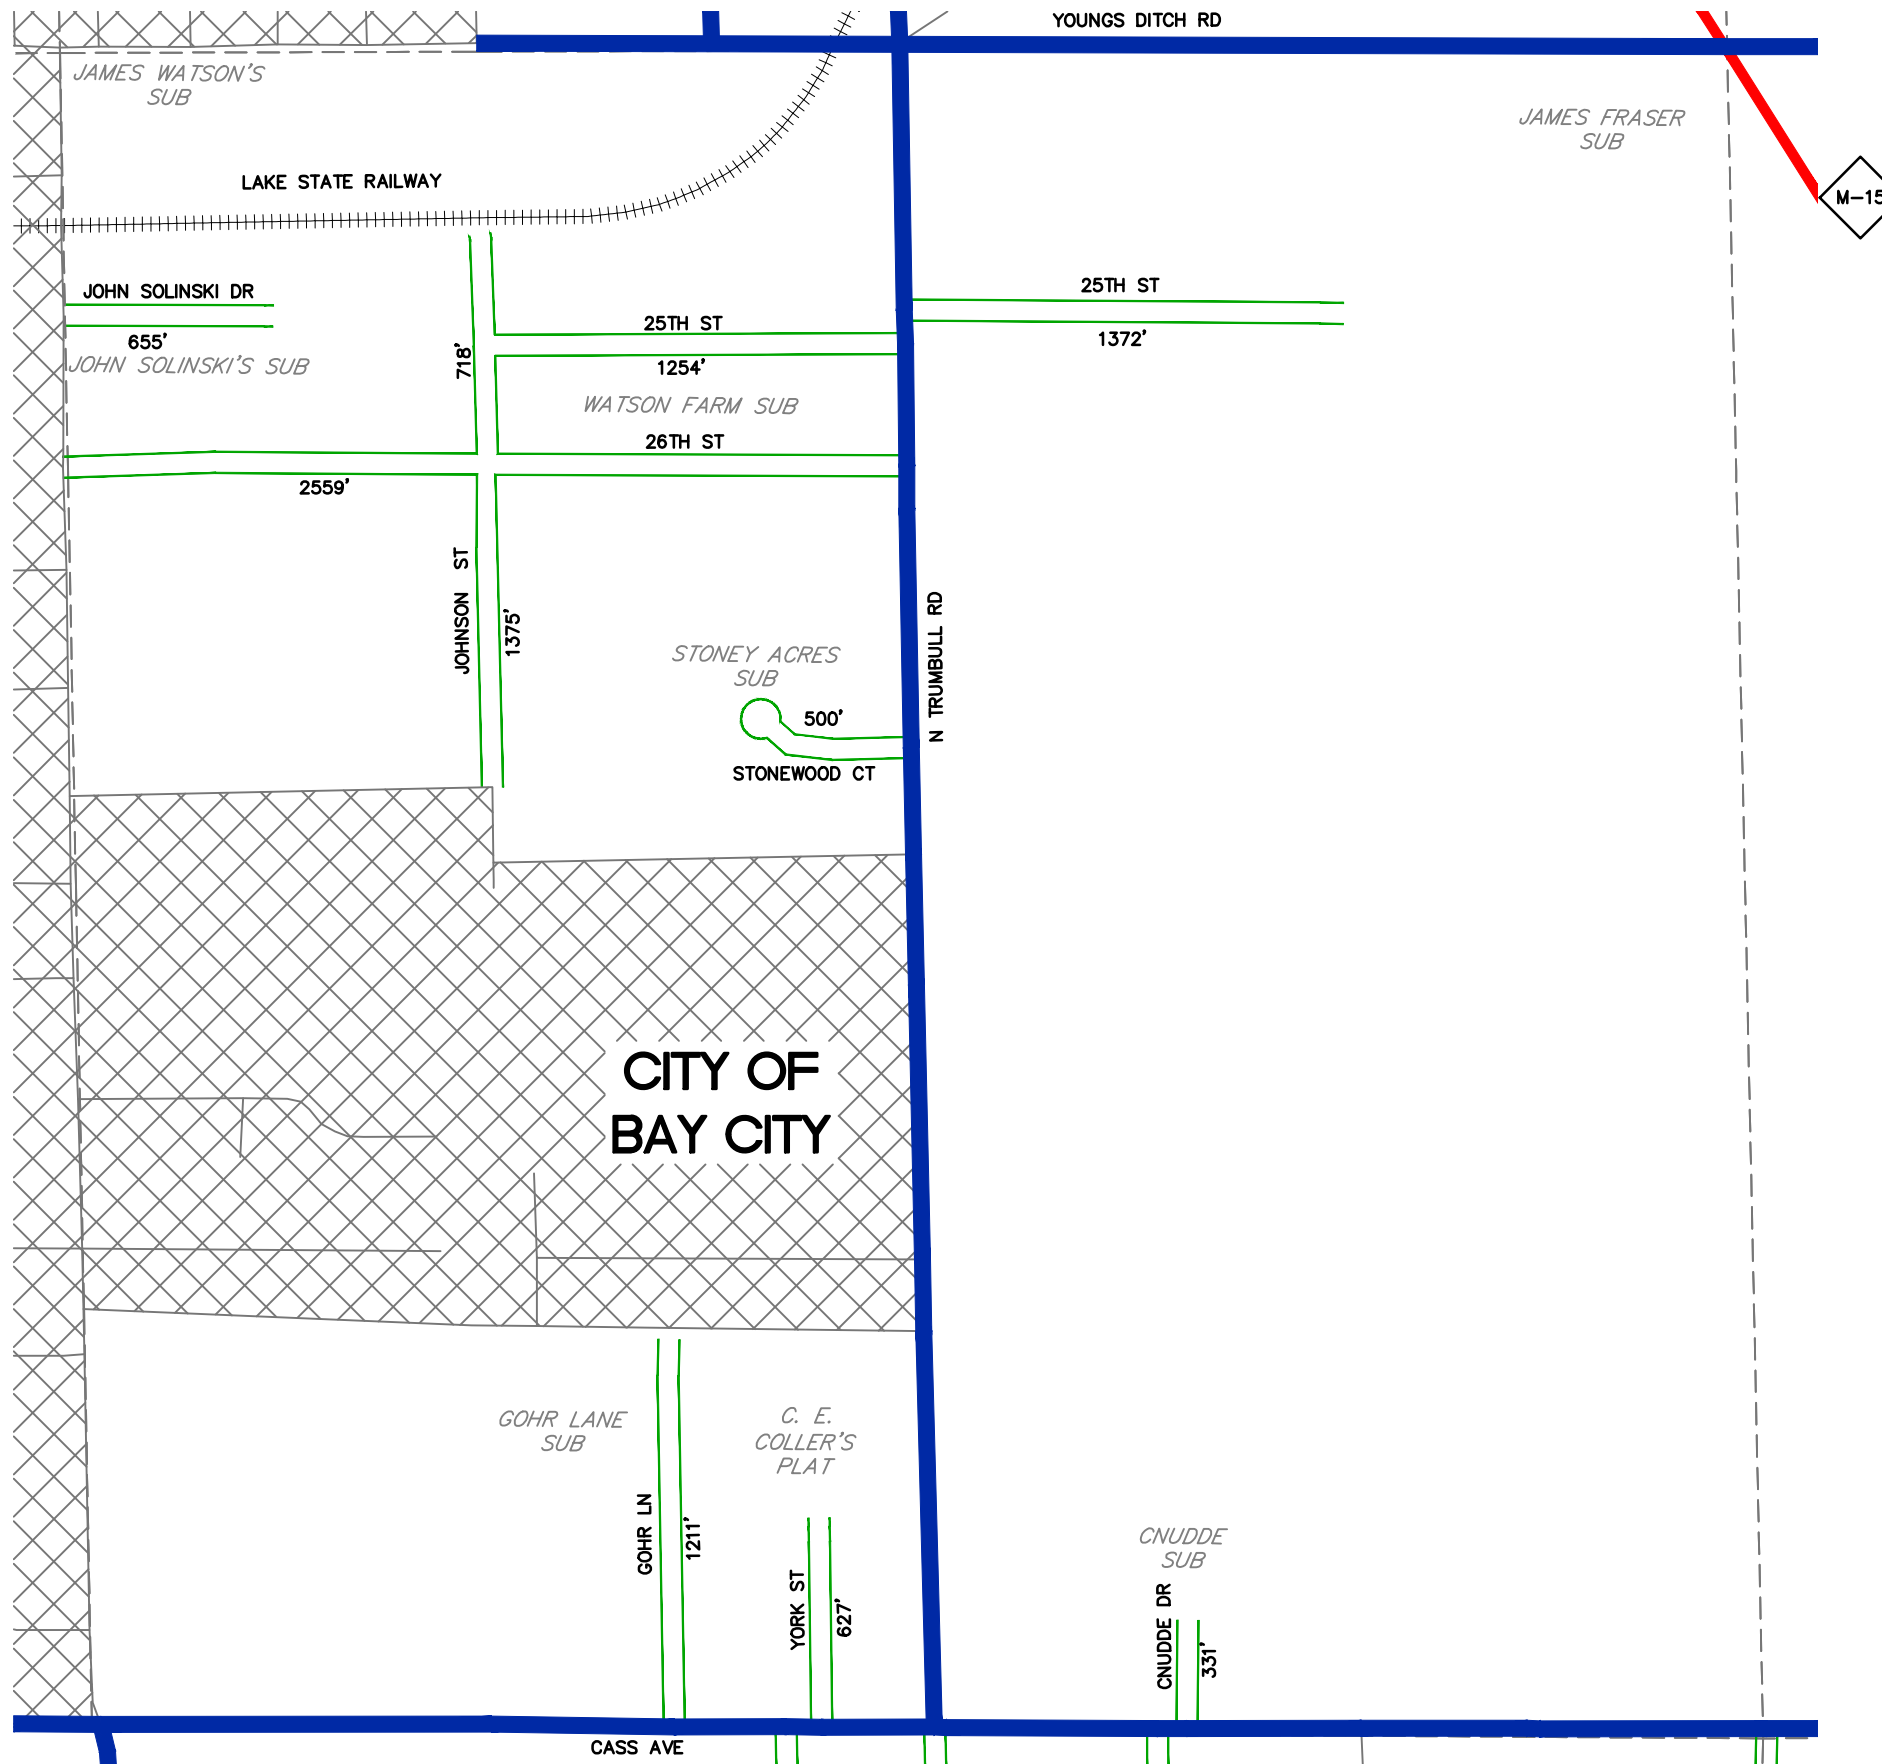 YOUNGS DITCH RD
JAMES WATSON'S
SUB
JAMES FRASER
SUB
LAKE STATE RAILWAY
M-15
JOHN SOLINSKI DR
655'
JOHN SOLINSKI'S SUB
718'
25TH ST
1254'
25TH ST
1372'
WATSON FARM SUB
26TH ST
2559'
JOHNSON ST
1375'
STONEY ACRES
SUB
500'
STONEWOOD CT
N TRUMBULL RD
CITY OF
BAY CITY
GOHR LANE
SUB
C. E.
COLLER'S
PLAT
GOHR LN
1211'
YORK ST
627'
CNUDDE
SUB
CNUDDE DR
331'
CASS AVE